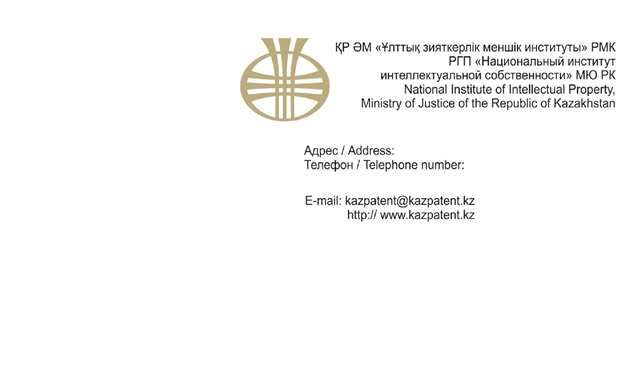 ҚР ӘМ «Ұлттық зияткерлік меншік институты» РМК
РГП «Национальный институт
интеллектуальной собственности» МЮ РК
National Institute of Intellectual Property,
Ministry of Justice of the Republic of Kazakhstan
Адрес / Address:
Телефон / Telephone number:
E-mail: kazpatent@kazpatent.kz
http:// www.kazpatent.kz